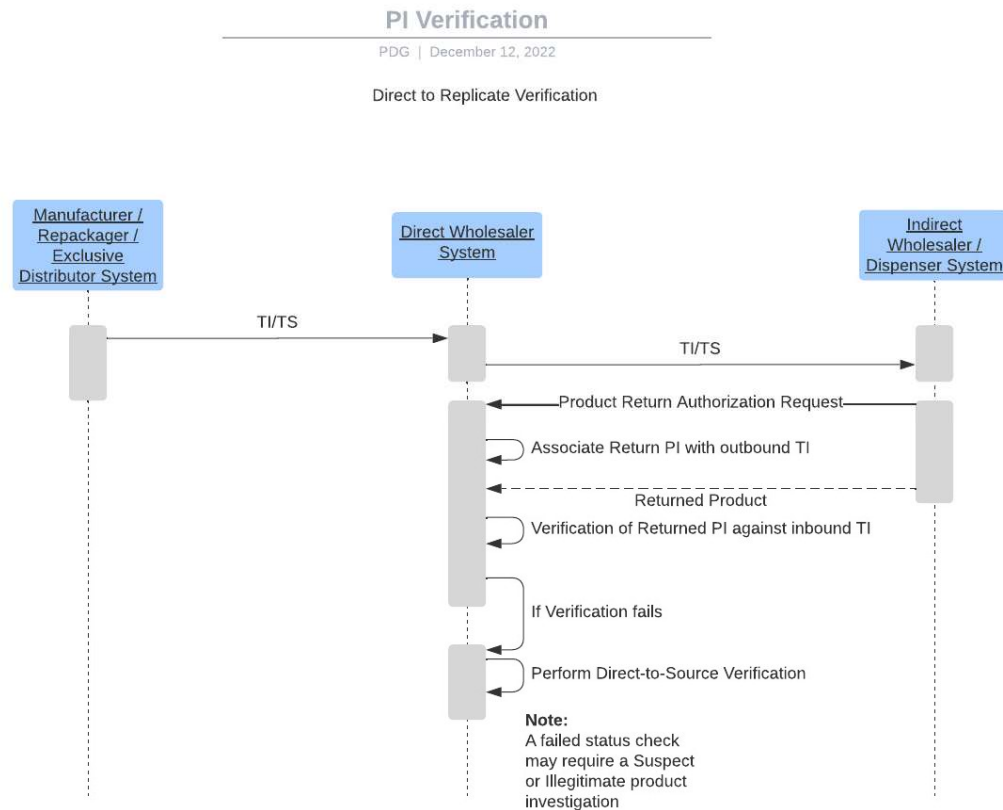 PI Verification
PDG | December 12, 2022
Direct to Replicate Verification
Manufacturer /
Repackager /
Exclusive
Distributor System
Direct Wholesaler
System
Indirect
Wholesaler /
Dispenser System
TI/TS
TI/TS
Product Return Authorization Request
Associate Return PI with outbound TI
Returned Product
Verification of Returned PI against inbound TI
If Verification fails
Perform Direct-to-Source Verification
Note:
A failed status check
may require a Suspect
or Illegitimate product
investigation